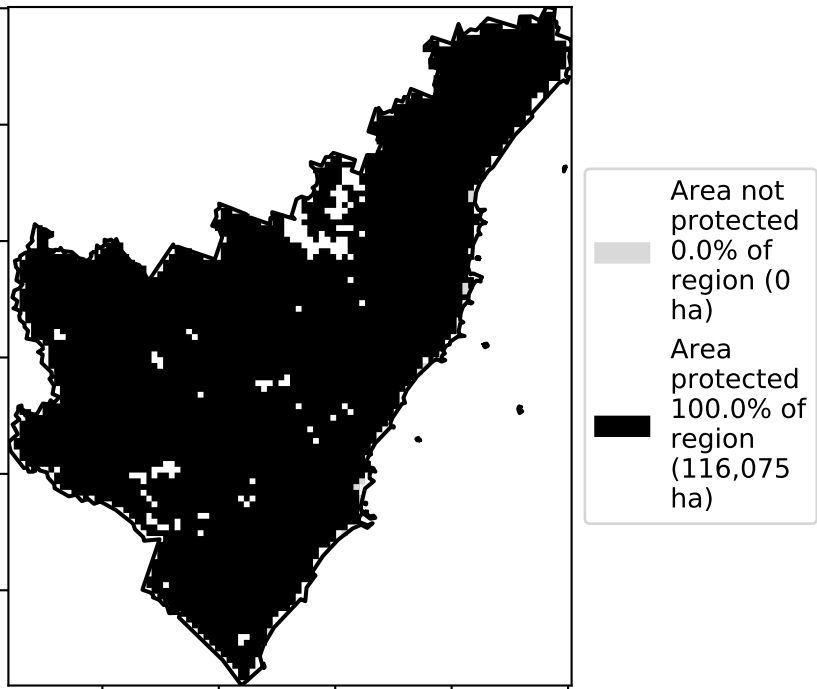 Area not
protected
0.0% of
region (0
ha)
Area
protected
100.0% of
region
(116,075
ha)